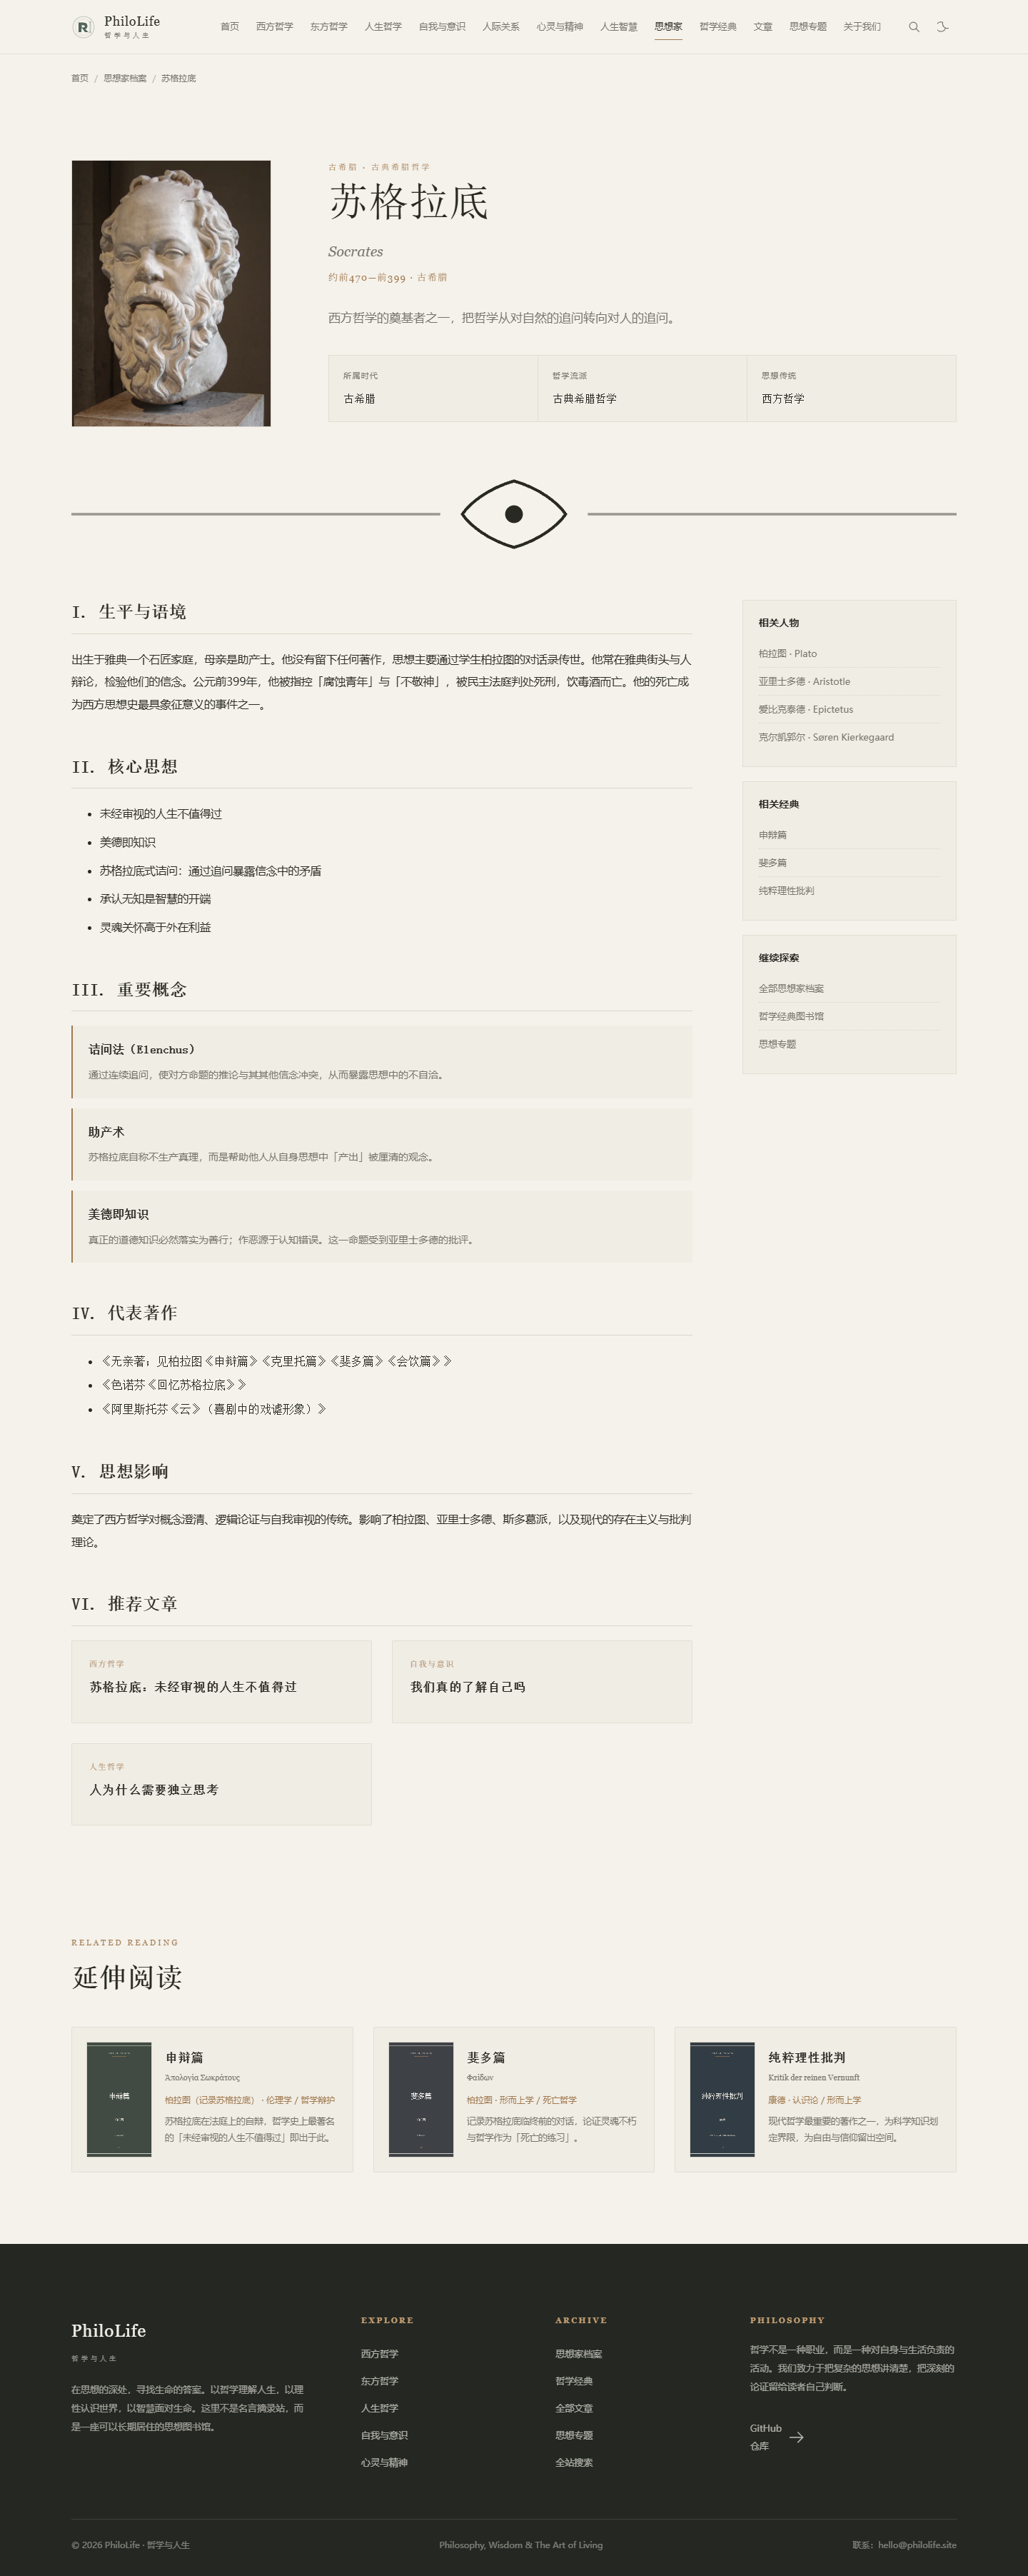 PhiloLife
哲学与人生
首页 西方哲学 东方哲学 人生哲学 自我与意识 人际关系 心灵与精神 人生智慧 思想家 哲学经典 文章 思想专题 关于我们
首页 / 思想家档案 / 苏格拉底
古希腊 · 古典希腊哲学
苏格拉底
Socrates
约前470—前399 · 古希腊
西方哲学的奠基者之一，把哲学从对自然的追问转向对人的追问。
所属时代
古希腊
哲学流派
古典希腊哲学
思想传统
西方哲学
I. 生平与语境
出生于雅典一个石匠家庭，母亲是助产士。他没有留下任何著作，思想主要通过学生柏拉图的对话录传世。他常在雅典街头与人
辩论，检验他们的信念。公元前399年，他被指控「腐蚀青年」与「不敬神」，被民主法庭判处死刑，饮毒酒而亡。他的死亡成
为西方思想史最具象征意义的事件之一。
II. 核心思想
• 未经审视的人生不值得过
• 美德即知识
• 苏格拉底式诘问：通过追问暴露信念中的矛盾
• 承认无知是智慧的开端
• 灵魂关怀高于外在利益
III. 重要概念
诘问法（Elenchus）
通过连续追问，使对方命题的推论与其其他信念冲突，从而暴露思想中的不自洽。
助产术
苏格拉底自称不生产真理，而是帮助他人从自身思想中「产出」被厘清的观念。
美德即知识
真正的道德知识必然落实为善行；作恶源于认知错误。这一命题受到亚里士多德的批评。
IV. 代表著作
• 《无亲著；见柏拉图《申辩篇》《克里托篇》《斐多篇》《会饮篇》》
• 《色诺芬《回忆苏格拉底》》
• 《阿里斯托芬《云》（喜剧中的戏谑形象）》
V. 思想影响
奠定了西方哲学对概念澄清、逻辑论证与自我审视的传统。影响了柏拉图、亚里士多德、斯多葛派，以及现代的存在主义与批判
理论。
VI. 推荐文章
西方哲学
苏格拉底：未经审视的人生不值得过
自我与意识
我们真的了解自己吗
人生哲学
人为什么需要独立思考
相关人物
柏拉图 · Plato
亚里士多德 · Aristotle
爱比克泰德 · Epictetus
克尔凯郭尔 · Søren Kierkegaard
相关经典
申辩篇
斐多篇
纯粹理性批判
继续探索
全部思想家档案
哲学经典图书馆
思想专题
RELATED READING
延伸阅读
申辩篇
申辩篇
Ἀπολογία Σωκράτους
柏拉图（记录苏格拉底） · 伦理学 / 哲学辩护
苏格拉底在法庭上的自辩，哲学史上最著名
的「未经审视的人生不值得过」即出于此。
斐多篇
斐多篇
Φαίδων
柏拉图 · 形而上学 / 死亡哲学
记录苏格拉底临终前的对话，论证灵魂不朽
与哲学作为「死亡的练习」。
纯粹理性批判
纯粹理性批判
Kritik der reinen Vernunft
康德 · 认识论 / 形而上学
现代哲学最重要的著作之一，为科学知识划
定界限，为自由与信仰留出空间。
PhiloLife
哲学与人生
在思想的深处，寻找生命的答案。以哲学理解人生，以理
性认识世界，以智慧面对生命。这里不是名言摘录站，而
是一座可以长期居住的思想图书馆。
EXPLORE
西方哲学
东方哲学
人生哲学
自我与意识
心灵与精神
ARCHIVE
思想家档案
哲学经典
全部文章
思想专题
全站搜索
PHILOSOPHY
哲学不是一种职业，而是一种对自身与生活负责的
活动。我们致力于把复杂的思想讲清楚，把深刻的
论证留给读者自己判断。
GitHub
仓库
© 2026 PhiloLife · 哲学与人生
Philosophy, Wisdom & The Art of Living
联系：hello@philolife.site